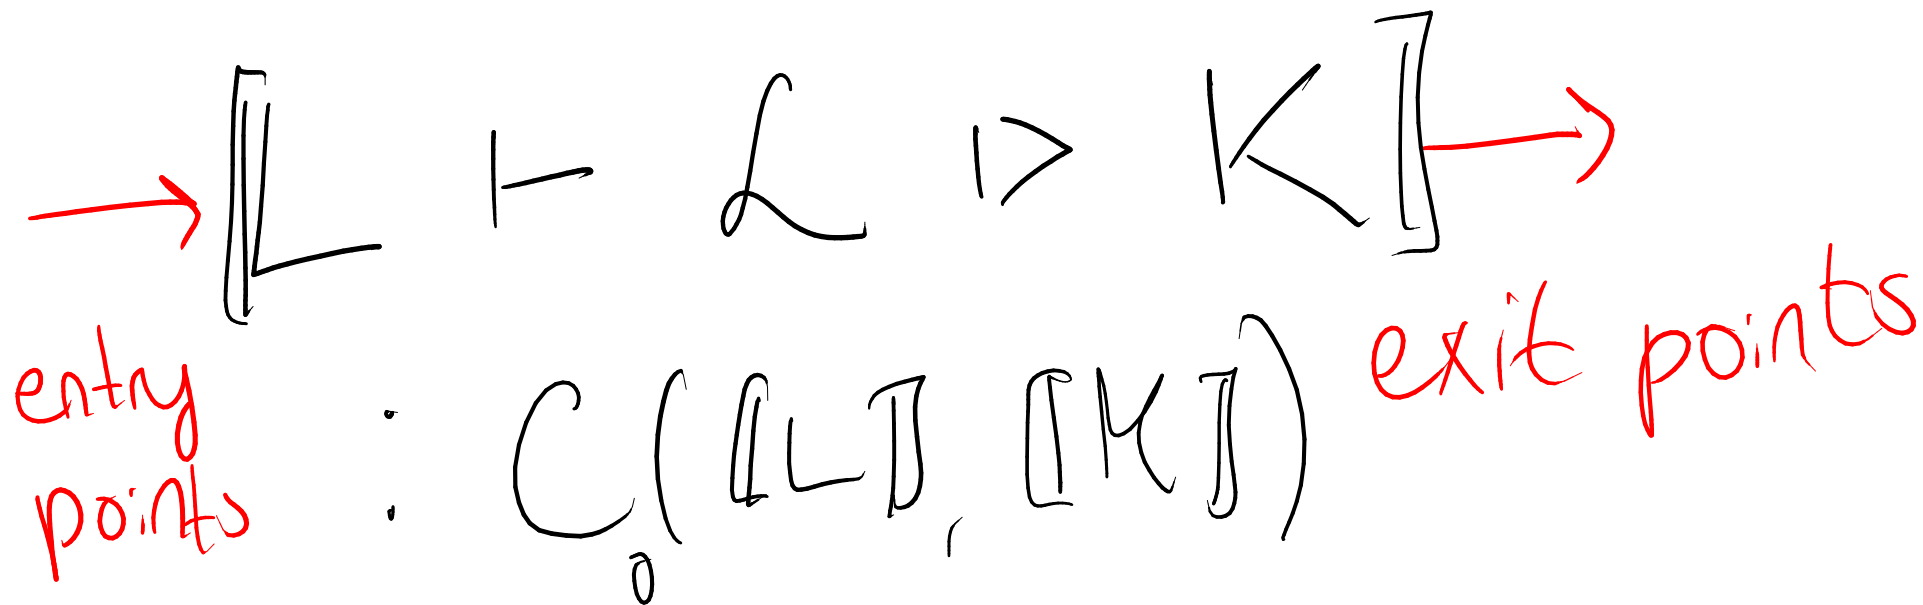 → ⟦L ⊢ ℒ ▷ K⟧ →
entry points
exit points
: C₀(⟦L⟧, ⟦K⟧)